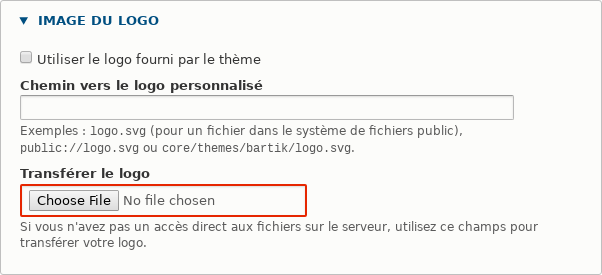 IMAGE DU LOGO
Utiliser le logo fourni par le thème
Chemin vers le logo personnalisé
Exemples : logo.svg (pour un fichier dans le système de fichiers public),
public://logo.svg ou core/themes/bartik/logo.svg.
Transférer le logo
Choose File No file chosen
Si vous n'avez pas un accès direct aux fichiers sur le serveur, utilisez ce champs pour
transférer votre logo.